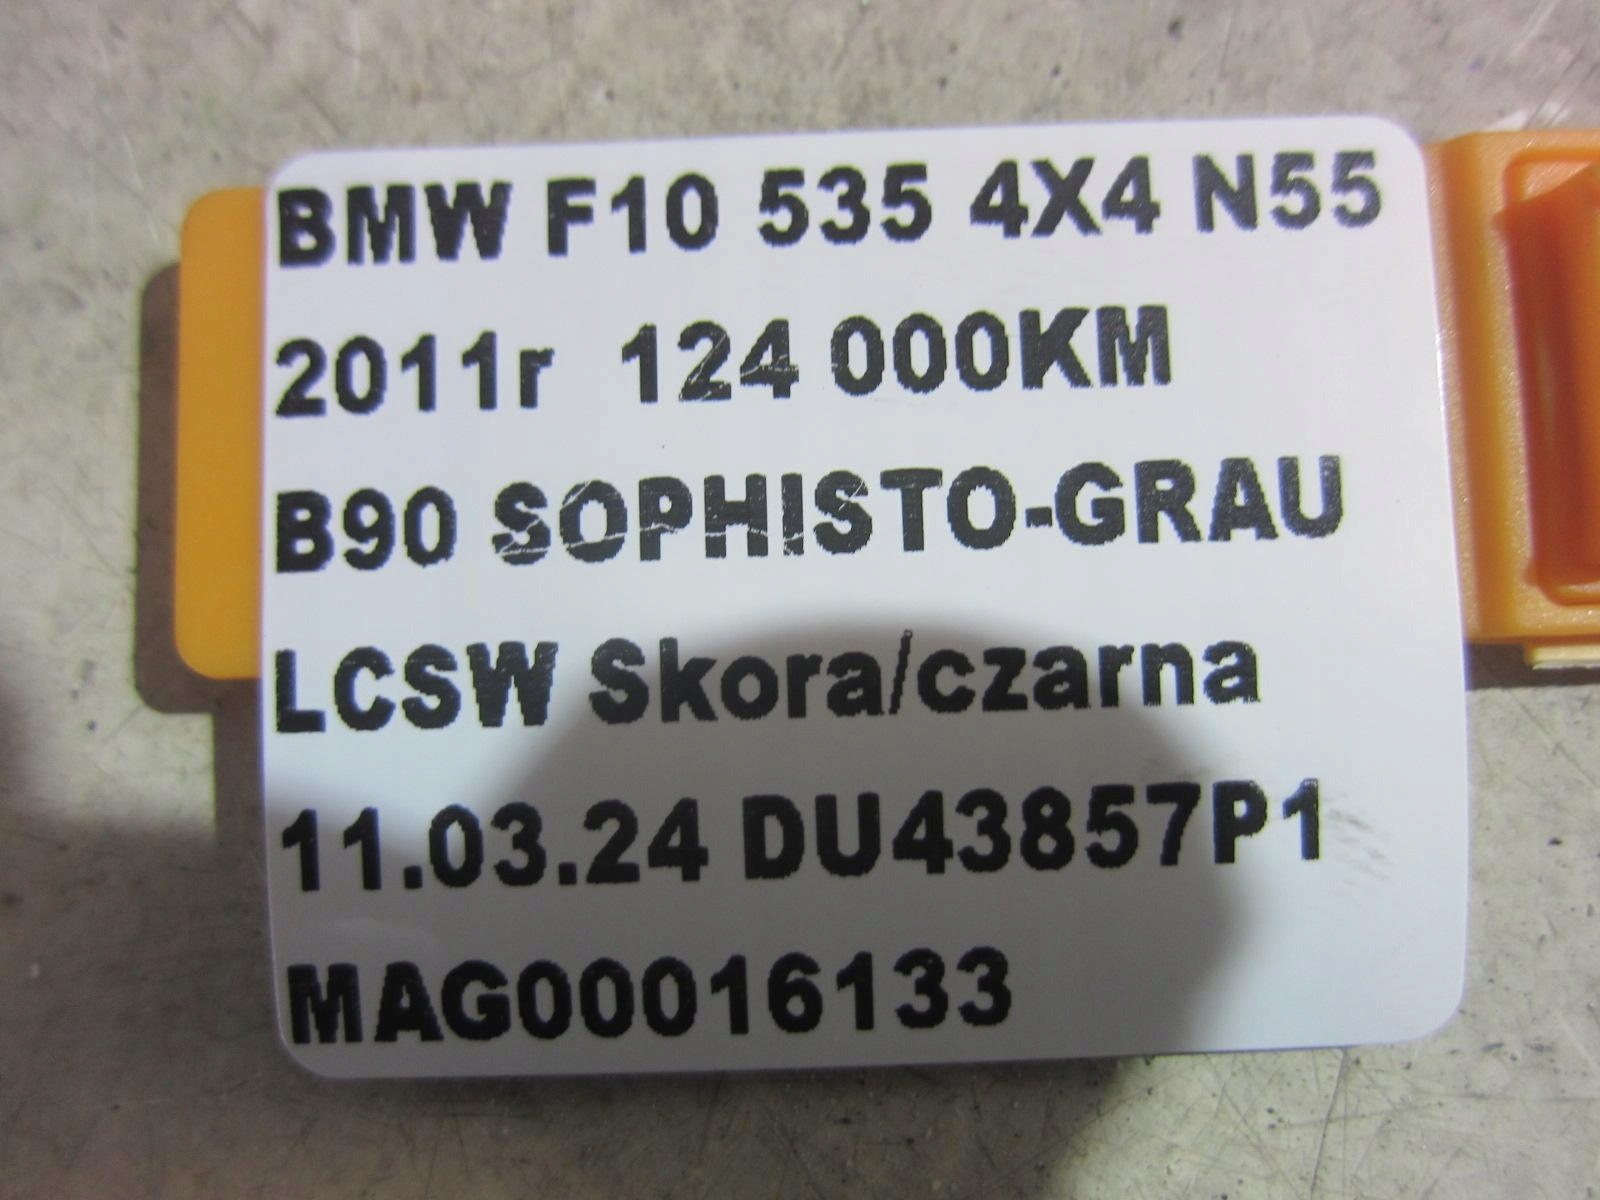 BMW F10 535 4X4 N55
2011r 124 000KM
B90 SOPHISTO-GRAU
LCSW Skora/czarna
11.03.24 DU43857P1
MAG00016133